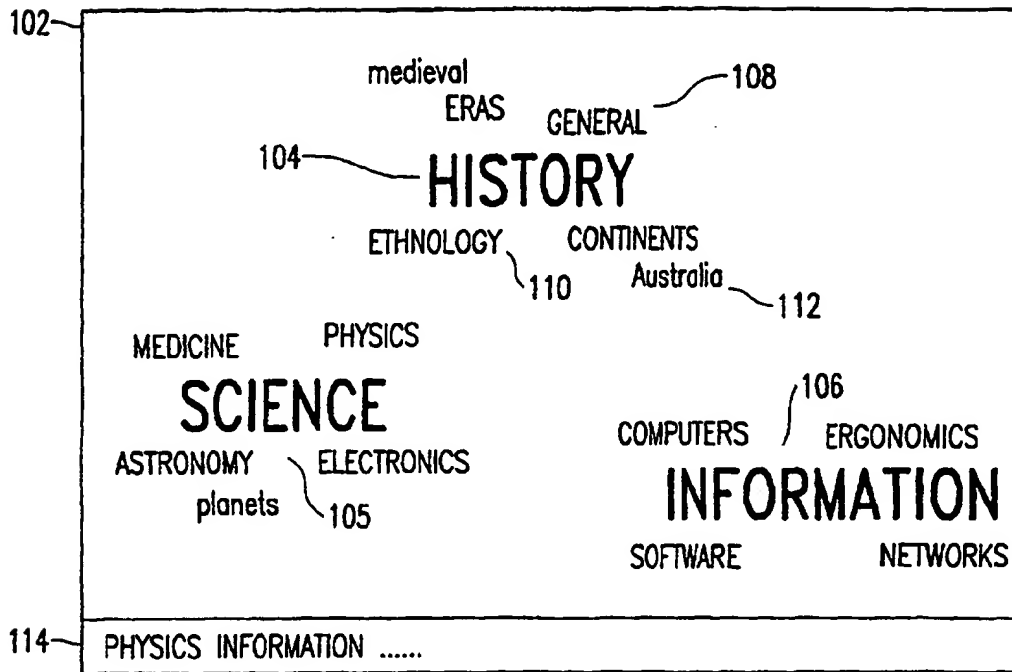 102
medieval
108
ERAS
GENERAL
104
HISTORY
ETHNOLOGY
CONTINENTS
110
Australia
112
MEDICINE
PHYSICS
SCIENCE
106
COMPUTERS
ERGONOMICS
ASTRONOMY
ELECTRONICS
planets
105
INFORMATION
SOFTWARE
NETWORKS
114
PHYSICS INFORMATION ......